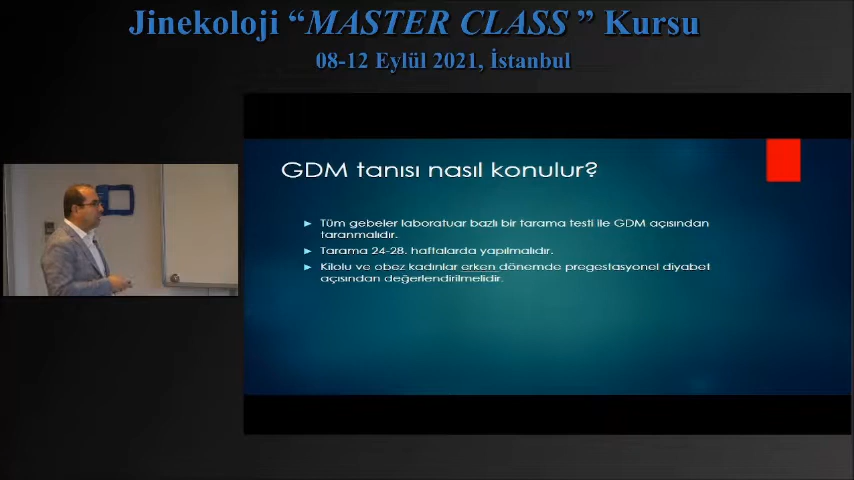 Jinekoloji “MASTER CLASS ” Kursu
08-12 Eylül 2021, İstanbul
GDM tanısı nasıl konulur?
► Tüm gebeler laboratuar bazlı bir tarama testi ile GDM açısından
taranmalıdır.
► Tarama 24-28. haftalarda yapılmalıdır.
► Kilolu ve obez kadınlar erken dönemde pregestasyonel diyabet
açısından değerlendirilmelidir.